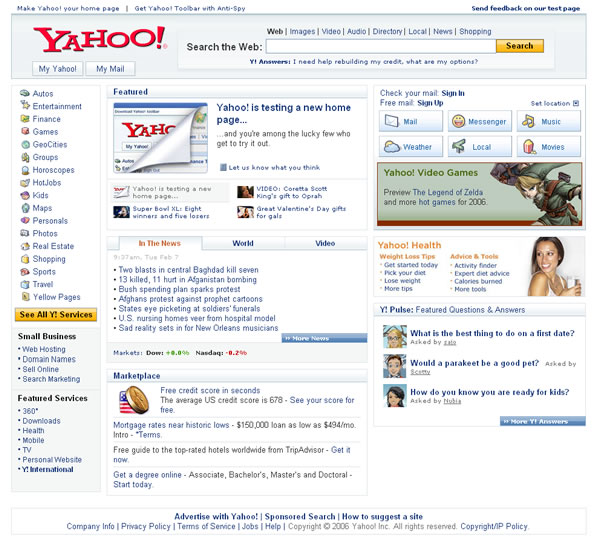 Make Yahoo! your home page | Get Yahoo! Toolbar with Anti-Spy
Send feedback on our test page
YAHOO!
My Yahoo! My Mail
Web | Images | Video | Audio | Directory | Local | News | Shopping
Search the Web: Search
Y! Answers: I need help rebuilding my credit, what are my options?
Autos
Entertainment
Finance
Games
GeoCities
Groups
Horoscopes
HotJobs
Kids
Maps
Personals
Photos
Real Estate
Shopping
Sports
Travel
Yellow Pages
See All Y! Services
Small Business
• Web Hosting
• Domain Names
• Sell Online
• Search Marketing
Featured Services
• 360°
• Downloads
• Health
• Mobile
• TV
• Personal Website
• Y! International
Featured
Yahoo! is testing a new home
page...
...and you're among the lucky few who
get to try it out.
Let us know what you think
Yahoo! is testing a new
home page...
VIDEO: Coretta Scott
King's gift to Oprah
Super Bowl XL: Eight
winners and five losers
Great Valentine's Day gifts
for gals
In The News World Video
9:37am, Tue Feb 7
• Two blasts in central Baghdad kill seven
• 13 killed, 11 hurt in Afganistan bombing
• Bush spending plan sparks protest
• Afghans protest against prophet cartoons
• States eye picketing at soldiers' funerals
• U.S. nursing homes veer from hospital model
• Sad reality sets in for New Orleans musicians
» More News
Markets: Dow: +0.0% Nasdaq: -0.2%
Marketplace
Free credit score in seconds
The average US credit score is 678 - See your score for
free.
Mortgage rates near historic lows - $150,000 loan as low as $494/mo.
Intro - *Terms.
Free guide to the top-rated hotels worldwide from TripAdvisor - Get it
now.
Get a degree online - Associate, Bachelor's, Master's and Doctoral -
Start today.
Check your mail: Sign In
Free mail: Sign Up
Set location
Mail Messenger Music
Weather Local Movies
Yahoo! Video Games
Preview The Legend of Zelda
and more hot games for 2006.
Yahoo! Health
Weight Loss Tips
• Get started today
• Pick your diet
• Lose weight
• More tips
Advice & Tools
• Activity finder
• Expert diet advice
• Calories burned
• More tools
Y! Pulse: Featured Questions & Answers
What is the best thing to do on a first date?
Asked by
Would a parakeet be a good pet? Asked by
Scotty
How do you know you are ready for kids?
Asked by Nobia
» More Y! Answers
Advertise with Yahoo! | Sponsored Search | How to suggest a site
Company Info | Privacy Policy | Terms of Service | Jobs | Help | Copyright © 2006 Yahoo! Inc. All rights reserved. Copyright/IP Policy.